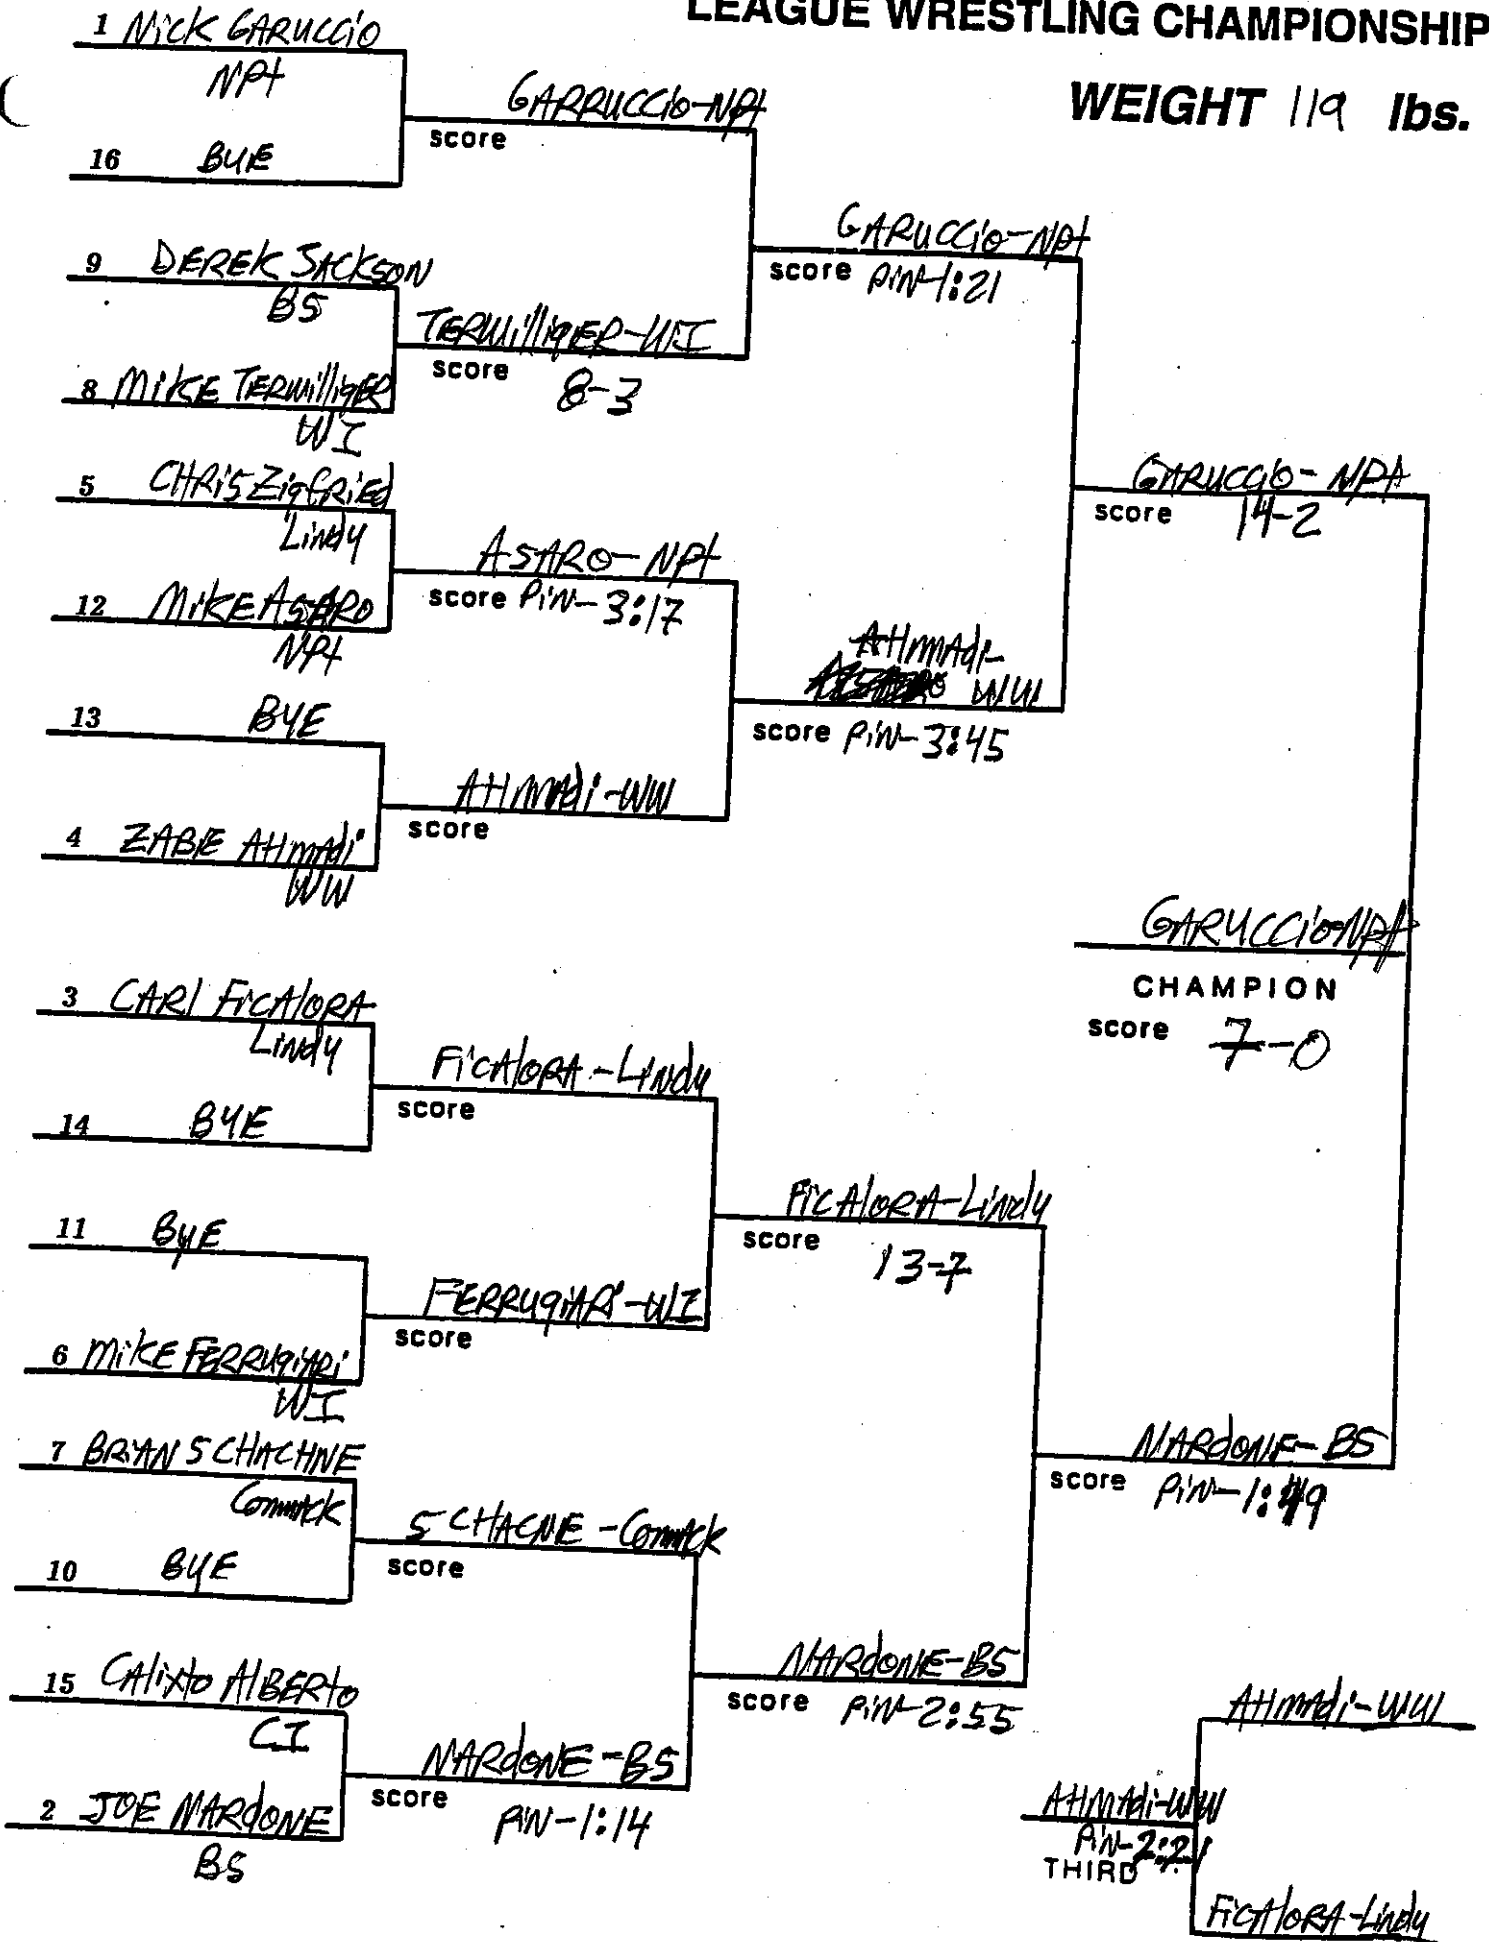 LEAGUE WRESTLING CHAMPIONSHIP
WEIGHT 119 lbs.
1 Nick GARUCCIO
NPt
16 BYE
GARRUCCIO-NPt
score
9 DEREK JACKSON
BS
8 MIKE TERWilligER
WI
TERWilligER-WI
score 8-3
GARUCCIO-NPt
score PiN-1:21
5 CHRIS ZigfRiEd
Lindy
12 MIKE ASARO
NPt
ASARO-NPt
score PiN-3:17
13 BYE
4 ZABIE AHMAdi
WW
AHMAdi-WW
score
AHMAdi-
WW
score PiN-3:45
GARUCCIO-NPt
score 14-2
GARUCCIO-NPt
CHAMPION
score 7-0
3 CARl FiCAlORA
Lindy
14 BYE
FiCAlORA-Lindy
score
11 BYE
6 MIKE FERRUgiARi
WI
FERRUgiARi-WI
score
FiCAlORA-Lindy
score 13-7
7 BRIAN SCHACHNE
Commack
10 BYE
SCHACNE-Commack
score
15 CAlixto AlBERto
CI
2 JOE NARdONE
BS
NARdONE-BS
score PiN-1:14
NARdONE-BS
score PiN-2:55
NARdONE-BS
score PiN-1:49
AHMAdi-WW
AHMAdi-WW
PiN-2:21
THIRD
FiCAlORA-Lindy